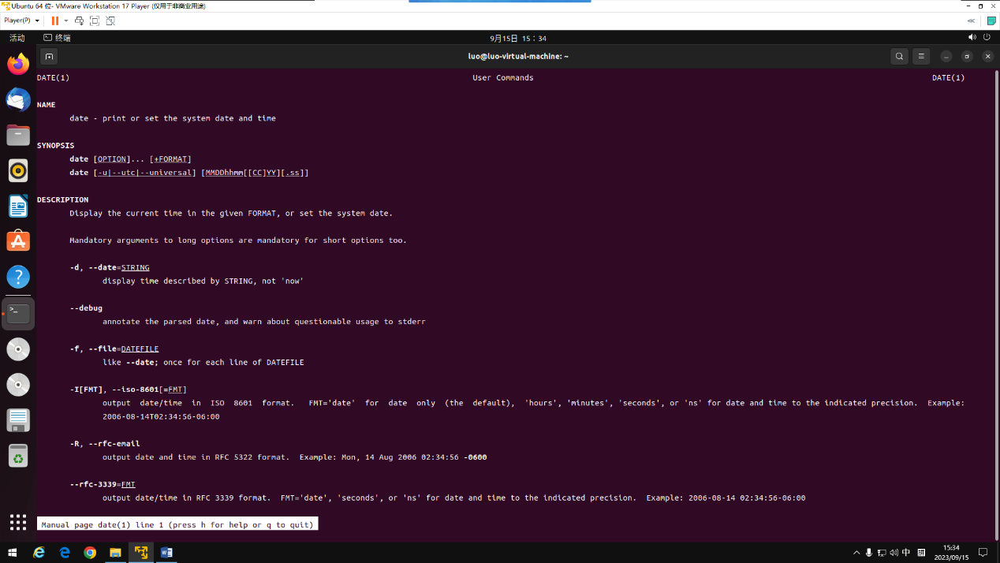 Ubuntu 64 位- VMware Workstation 17 Player (仅用于非商业用途)
Player(P)
活动 终端 9月15日 15：34
luo@luo-virtual-machine: ~
DATE(1) User Commands DATE(1)
NAME
date - print or set the system date and time
SYNOPSIS
date [OPTION]... [+FORMAT]
date [-u|--utc|--universal] [MMDDhhmm[[CC]YY][.ss]]
DESCRIPTION
Display the current time in the given FORMAT, or set the system date.
Mandatory arguments to long options are mandatory for short options too.
-d, --date=STRING
display time described by STRING, not 'now'
--debug
annotate the parsed date, and warn about questionable usage to stderr
-f, --file=DATEFILE
like --date; once for each line of DATEFILE
-I[FMT], --iso-8601[=FMT]
output date/time in ISO 8601 format. FMT='date' for date only (the default), 'hours', 'minutes', 'seconds', or 'ns' for date and time to the indicated precision. Example:
2006-08-14T02:34:56-06:00
-R, --rfc-email
output date and time in RFC 5322 format. Example: Mon, 14 Aug 2006 02:34:56 -0600
--rfc-3339=FMT
output date/time in RFC 3339 format. FMT='date', 'seconds', or 'ns' for date and time to the indicated precision. Example: 2006-08-14 02:34:56-06:00
Manual page date(1) line 1 (press h for help or q to quit)
中
15:34
2023/09/15